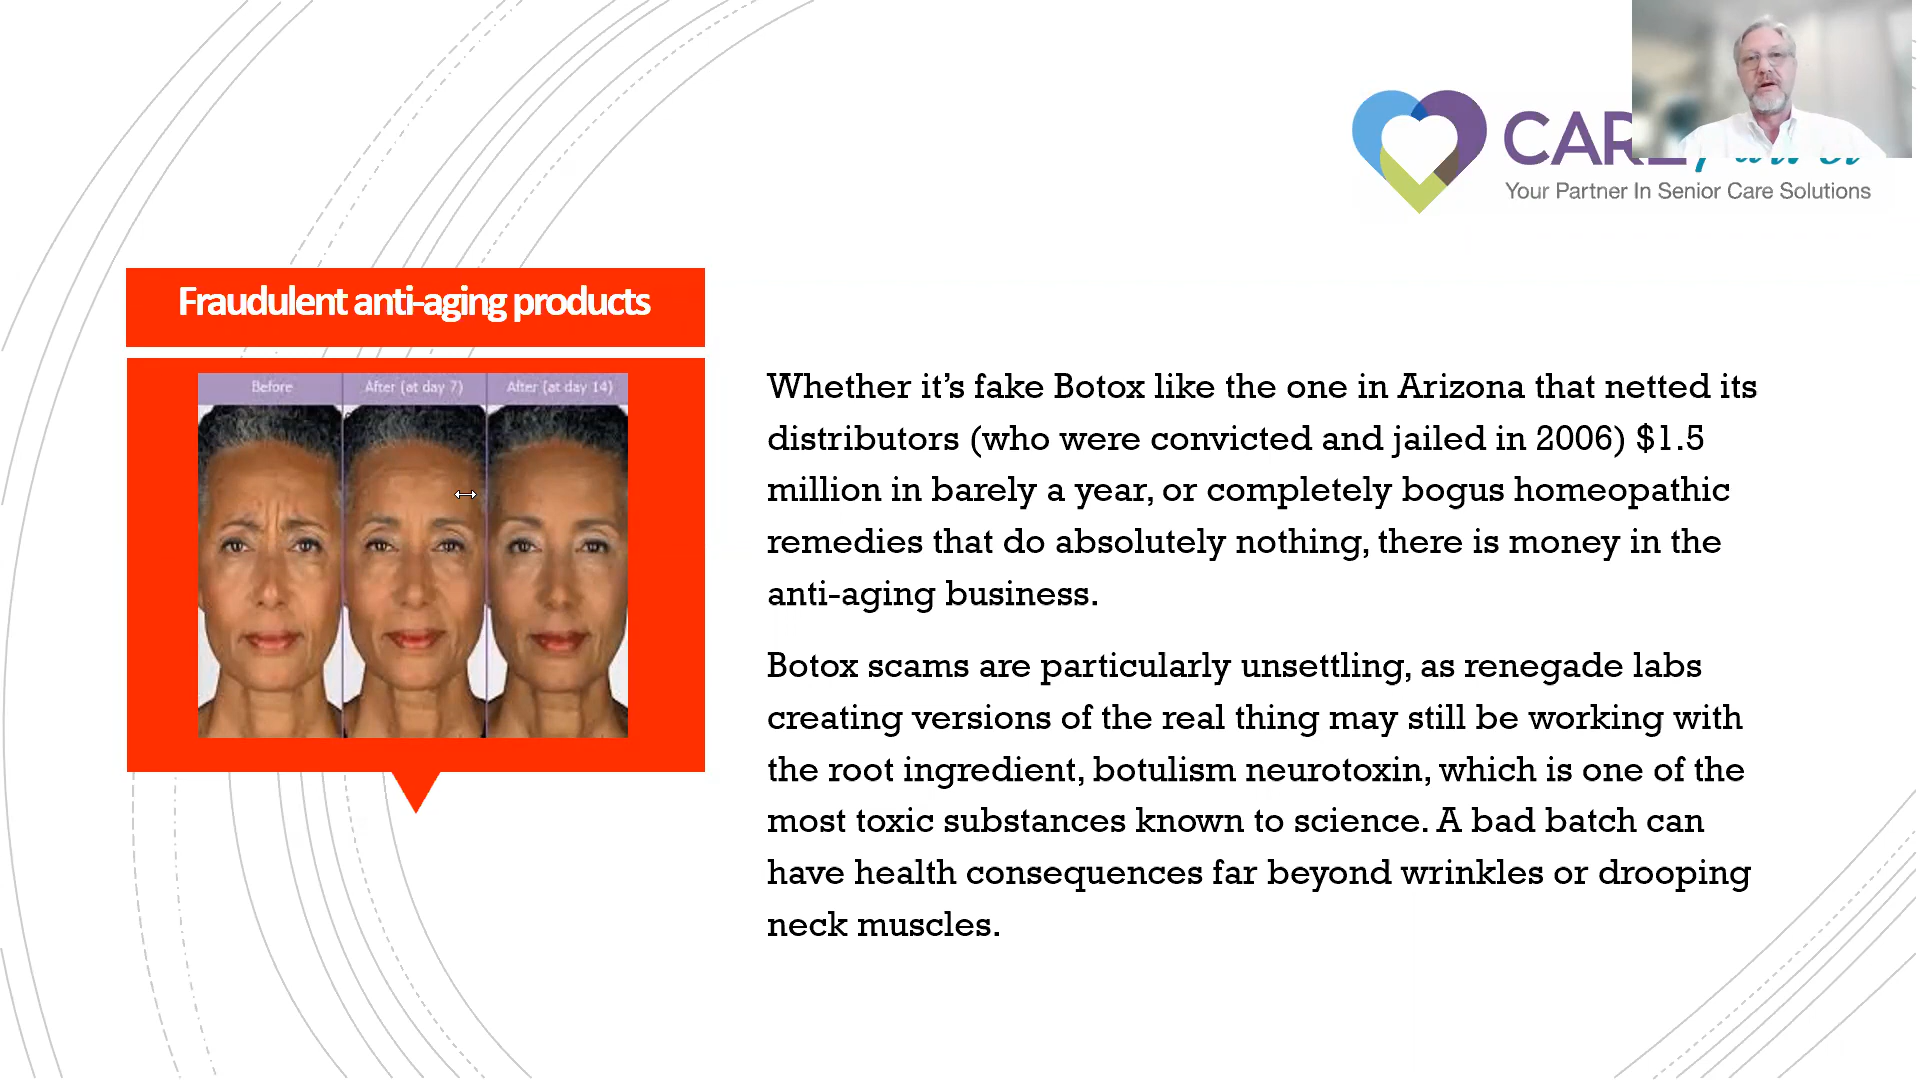 Your Partner In Senior Care Solutions
Fraudulent anti-aging products
Before
After (at day 7)
After (at day 14)
Whether it’s fake Botox like the one in Arizona that netted its
distributors (who were convicted and jailed in 2006) $1.5
million in barely a year, or completely bogus homeopathic
remedies that do absolutely nothing, there is money in the
anti-aging business.
Botox scams are particularly unsettling, as renegade labs
creating versions of the real thing may still be working with
the root ingredient, botulism neurotoxin, which is one of the
most toxic substances known to science. A bad batch can
have health consequences far beyond wrinkles or drooping
neck muscles.